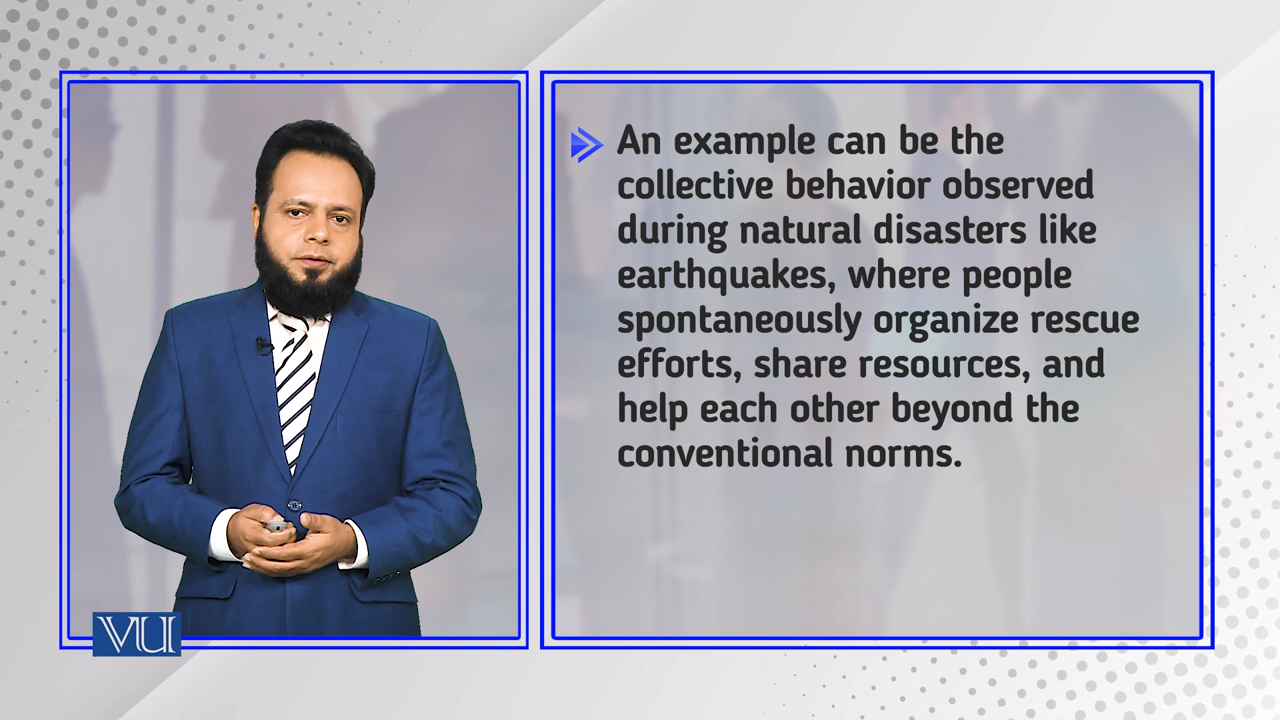 An example can be the
collective behavior observed
during natural disasters like
earthquakes, where people
spontaneously organize rescue
efforts, share resources, and
help each other beyond the
conventional norms.
VU